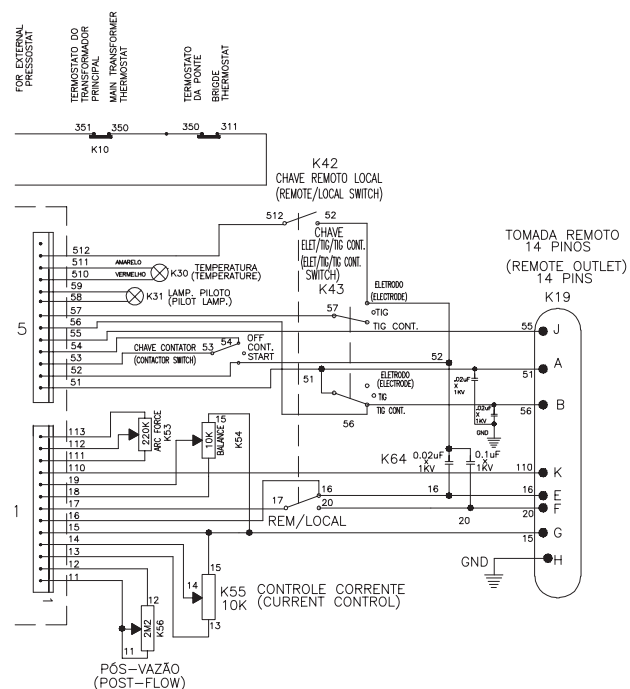 FOR EXTERNAL
PRESSOSTAT
TERMOSTATO DO
TRANSFORMADOR
PRINCIPAL
MAIN TRANSFORMER
THERMOSTAT
TERMOSTATO
DA PONTE
BRIGDE
THERMOSTAT
351 350
K10
350 311
K42
CHAVE REMOTO LOCAL
(REMOTE/LOCAL SWITCH)
512 52
CHAVE
ELET/TIG/TIG CONT.
(ELET/TIG/TIG CONT.
SWITCH)
K43
TOMADA REMOTO
14 PINOS
(REMOTE OUTLET)
14 PINS
K19
5
512
511 AMARELO
510 VERMELHO
K30 TEMPERATURA
(TEMPERATURE)
59
58
K31 LAMP. PILOTO
(PILOT LAMP.)
57
56
55
54
53
52
51
CHAVE CONTATOR
(CONTACTOR SWITCH)
53 54
OFF
CONT.
START
ELETRODO
(ELECTRODE)
57
TIG
TIG CONT.
52
51
ELETRODO
(ELECTRODE)
TIG
TIG CONT.
56
.02uF
X
1KV
.02uF
X
1KV
GND
55 J
51 A
56 B
1
113
112
111
110
19
18
17
16
15
14
13
12
11
220K
ARC FORCE
K53
15
10K
BALANCE
K54
K64
0.02uF
X
1KV
0.1uF
X
1KV
17
16
20
REM/LOCAL
16
20
110 K
16 E
20 F
15 G
GND H
15
14
13
K55
10K
CONTROLE CORRENTE
(CURRENT CONTROL)
12
2M2
K56
11
PÓS-VAZÃO
(POST-FLOW)
1